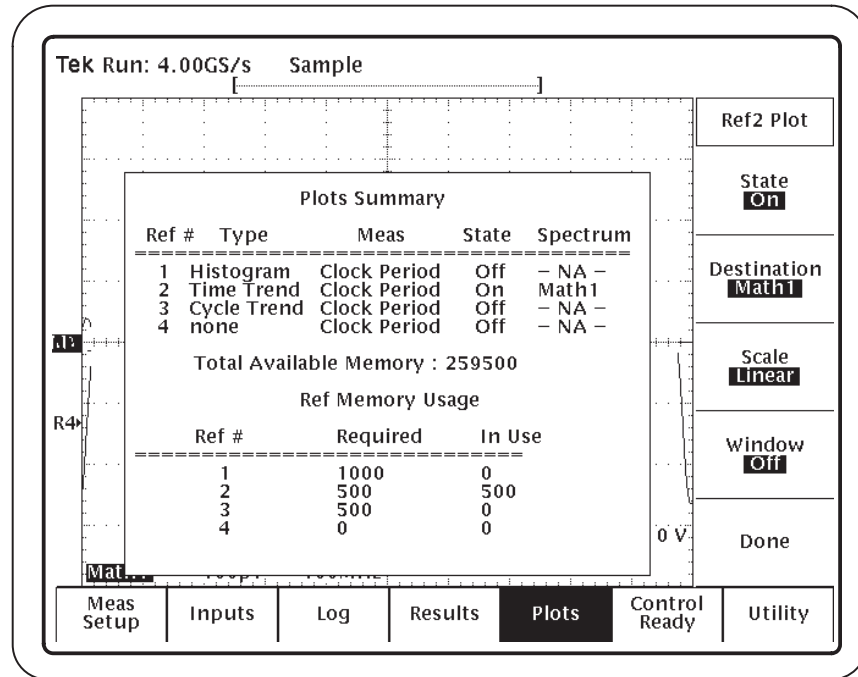 Tek Run: 4.00GS/s Sample
Ref2 Plot
State
On
Destination
Math1
Scale
Linear
Window
Off
Done
Plots Summary
Ref # Type Meas State Spectrum
1 Histogram Clock Period Off – NA –
2 Time Trend Clock Period On Math1
3 Cycle Trend Clock Period Off – NA –
4 none Clock Period Off – NA –
Total Available Memory : 259500
Ref Memory Usage
Ref # Required In Use
1 1000 0
2 500 500
3 500 0
4 0 0
R4
0 V
Meas Setup
Inputs
Log
Results
Plots
Control Ready
Utility